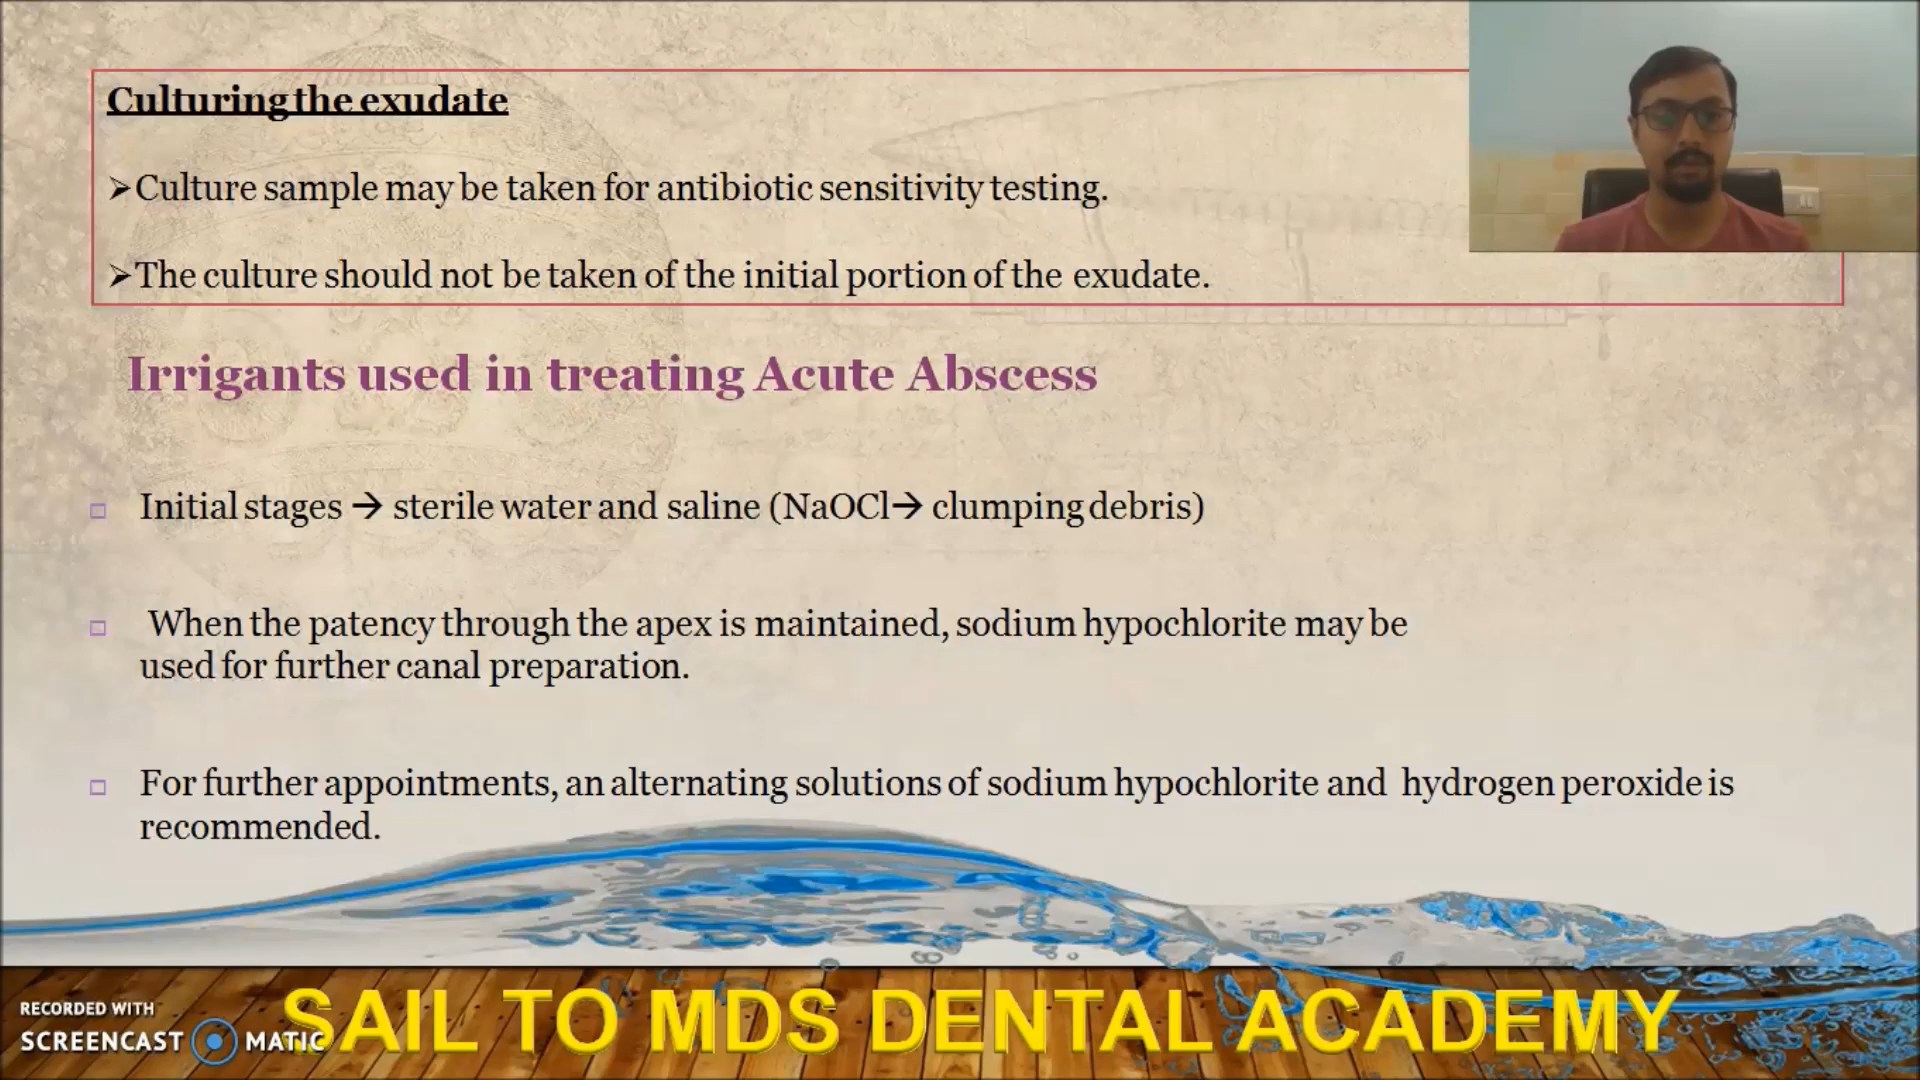 Culturing the exudate
➢Culture sample may be taken for antibiotic sensitivity testing.
➢The culture should not be taken of the initial portion of the exudate.
Irrigants used in treating Acute Abscess
Initial stages → sterile water and saline (NaOCl→ clumping debris)
When the patency through the apex is maintained, sodium hypochlorite may be
used for further canal preparation.
For further appointments, an alternating solutions of sodium hypochlorite and hydrogen peroxide is
recommended.
RECORDED WITH
SCREENCAST MATIC
SAIL TO MDS DENTAL ACADEMY